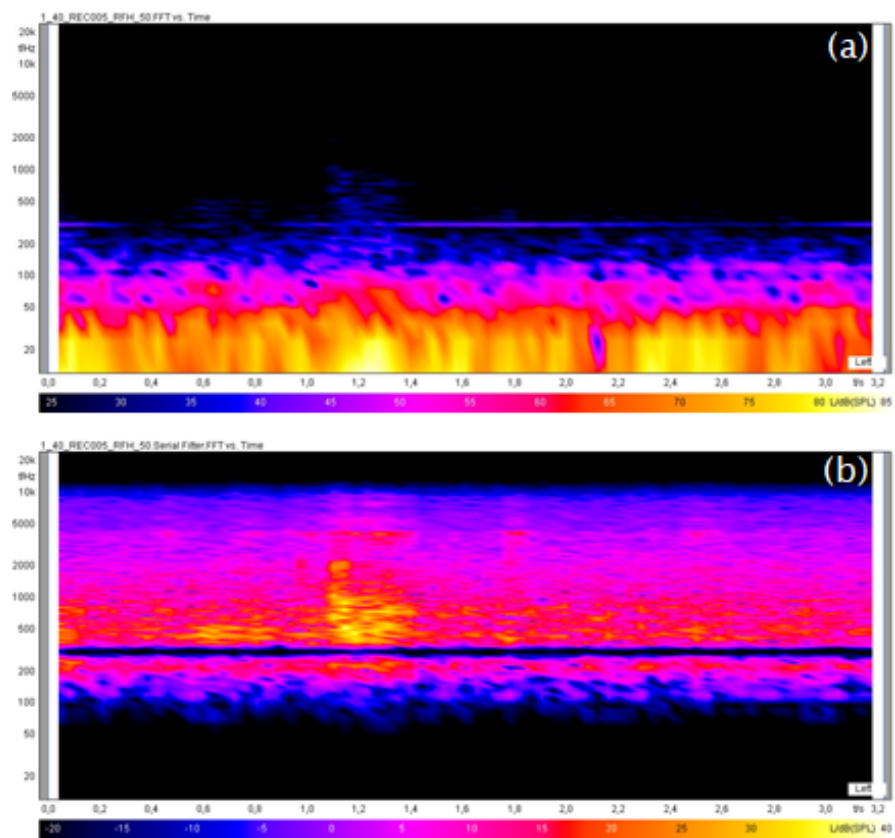 1_40_REC005_RFH_50.FFT vs. Time
(a)
20k
f/Hz
10k
5000
2000
1000
500
200
100
50
20
Left
0,0 0,2 0,4 0,6 0,8 1,0 1,2 1,4 1,6 1,8 2,0 2,2 2,4 2,6 2,8 3,0 t/s 3,2
25 30 35 40 45 50 55 60 65 70 75 80 L/dB(SPL) 85
1_40_REC005_RFH_50.Serial Filter.FFT vs. Time
(b)
20k
f/Hz
10k
5000
2000
1000
500
200
100
50
20
Left
0,0 0,2 0,4 0,6 0,8 1,0 1,2 1,4 1,6 1,8 2,0 2,2 2,4 2,6 2,8 3,0 t/s 3,2
-20 -15 -10 -5 0 5 10 15 20 25 30 L/dB(SPL) 40